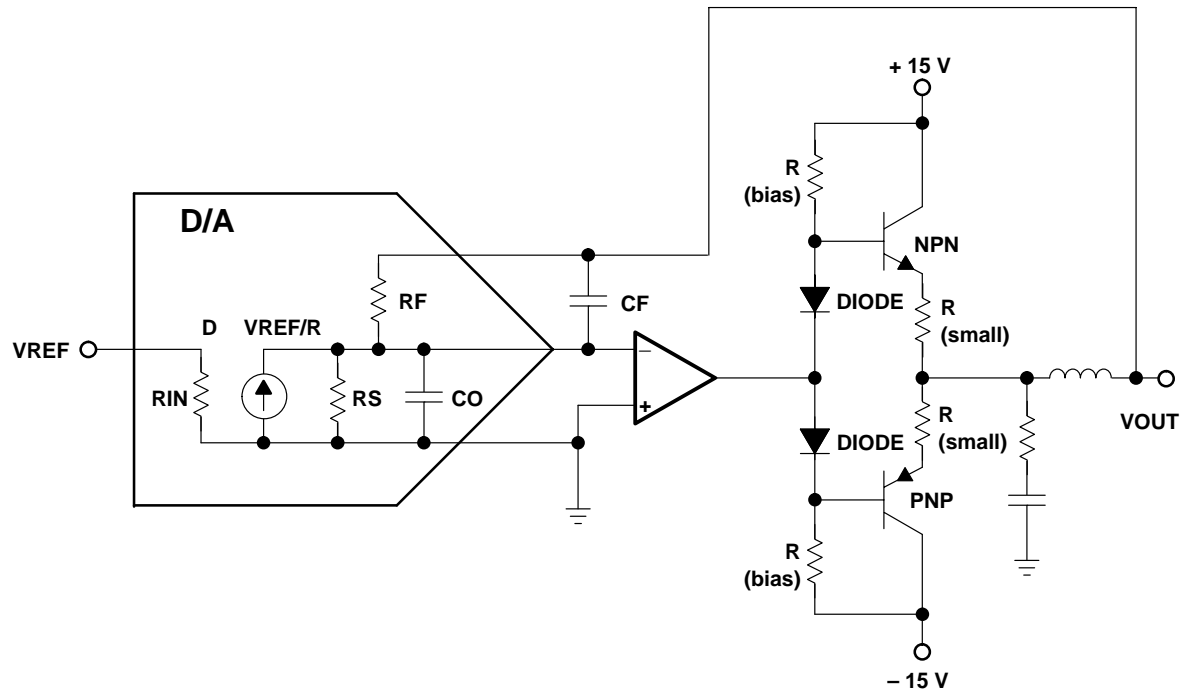 + 15 V
R
(bias)
D/A
NPN
RF
CF
DIODE
R
(small)
D VREF/R
VREF
–
RIN
RS
CO
+
R
(small)
VOUT
DIODE
PNP
R
(bias)
– 15 V